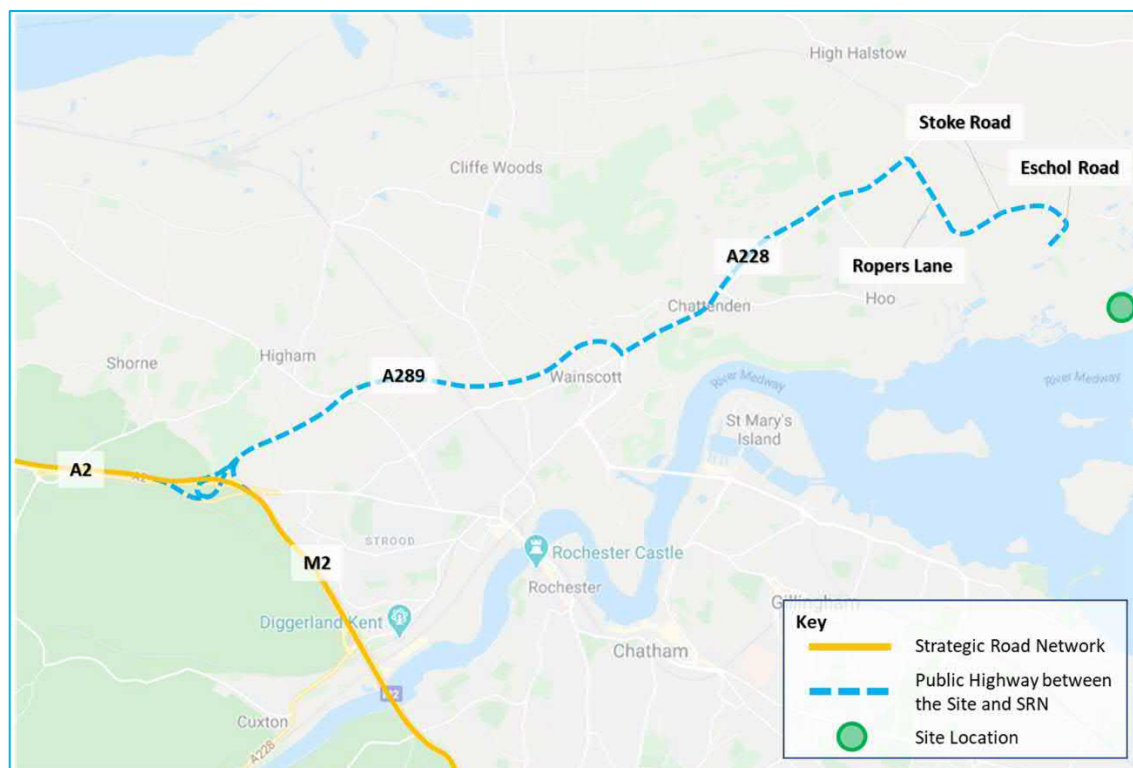 High Halstow
Stoke Road
Cliffe Woods
Eschol Road
A228
Ropers Lane
Hoo
Chattenden
Shorne
Higham
A289
Wainscott
River Medway
River Medway
St Mary's
Island
A2
M2
STROOD
Rochester Castle
Rochester
Gillingham
Diggerland Kent
Chatham
Cuxton
A228
Key
Strategic Road Network
Public Highway between
the Site and SRN
Site Location